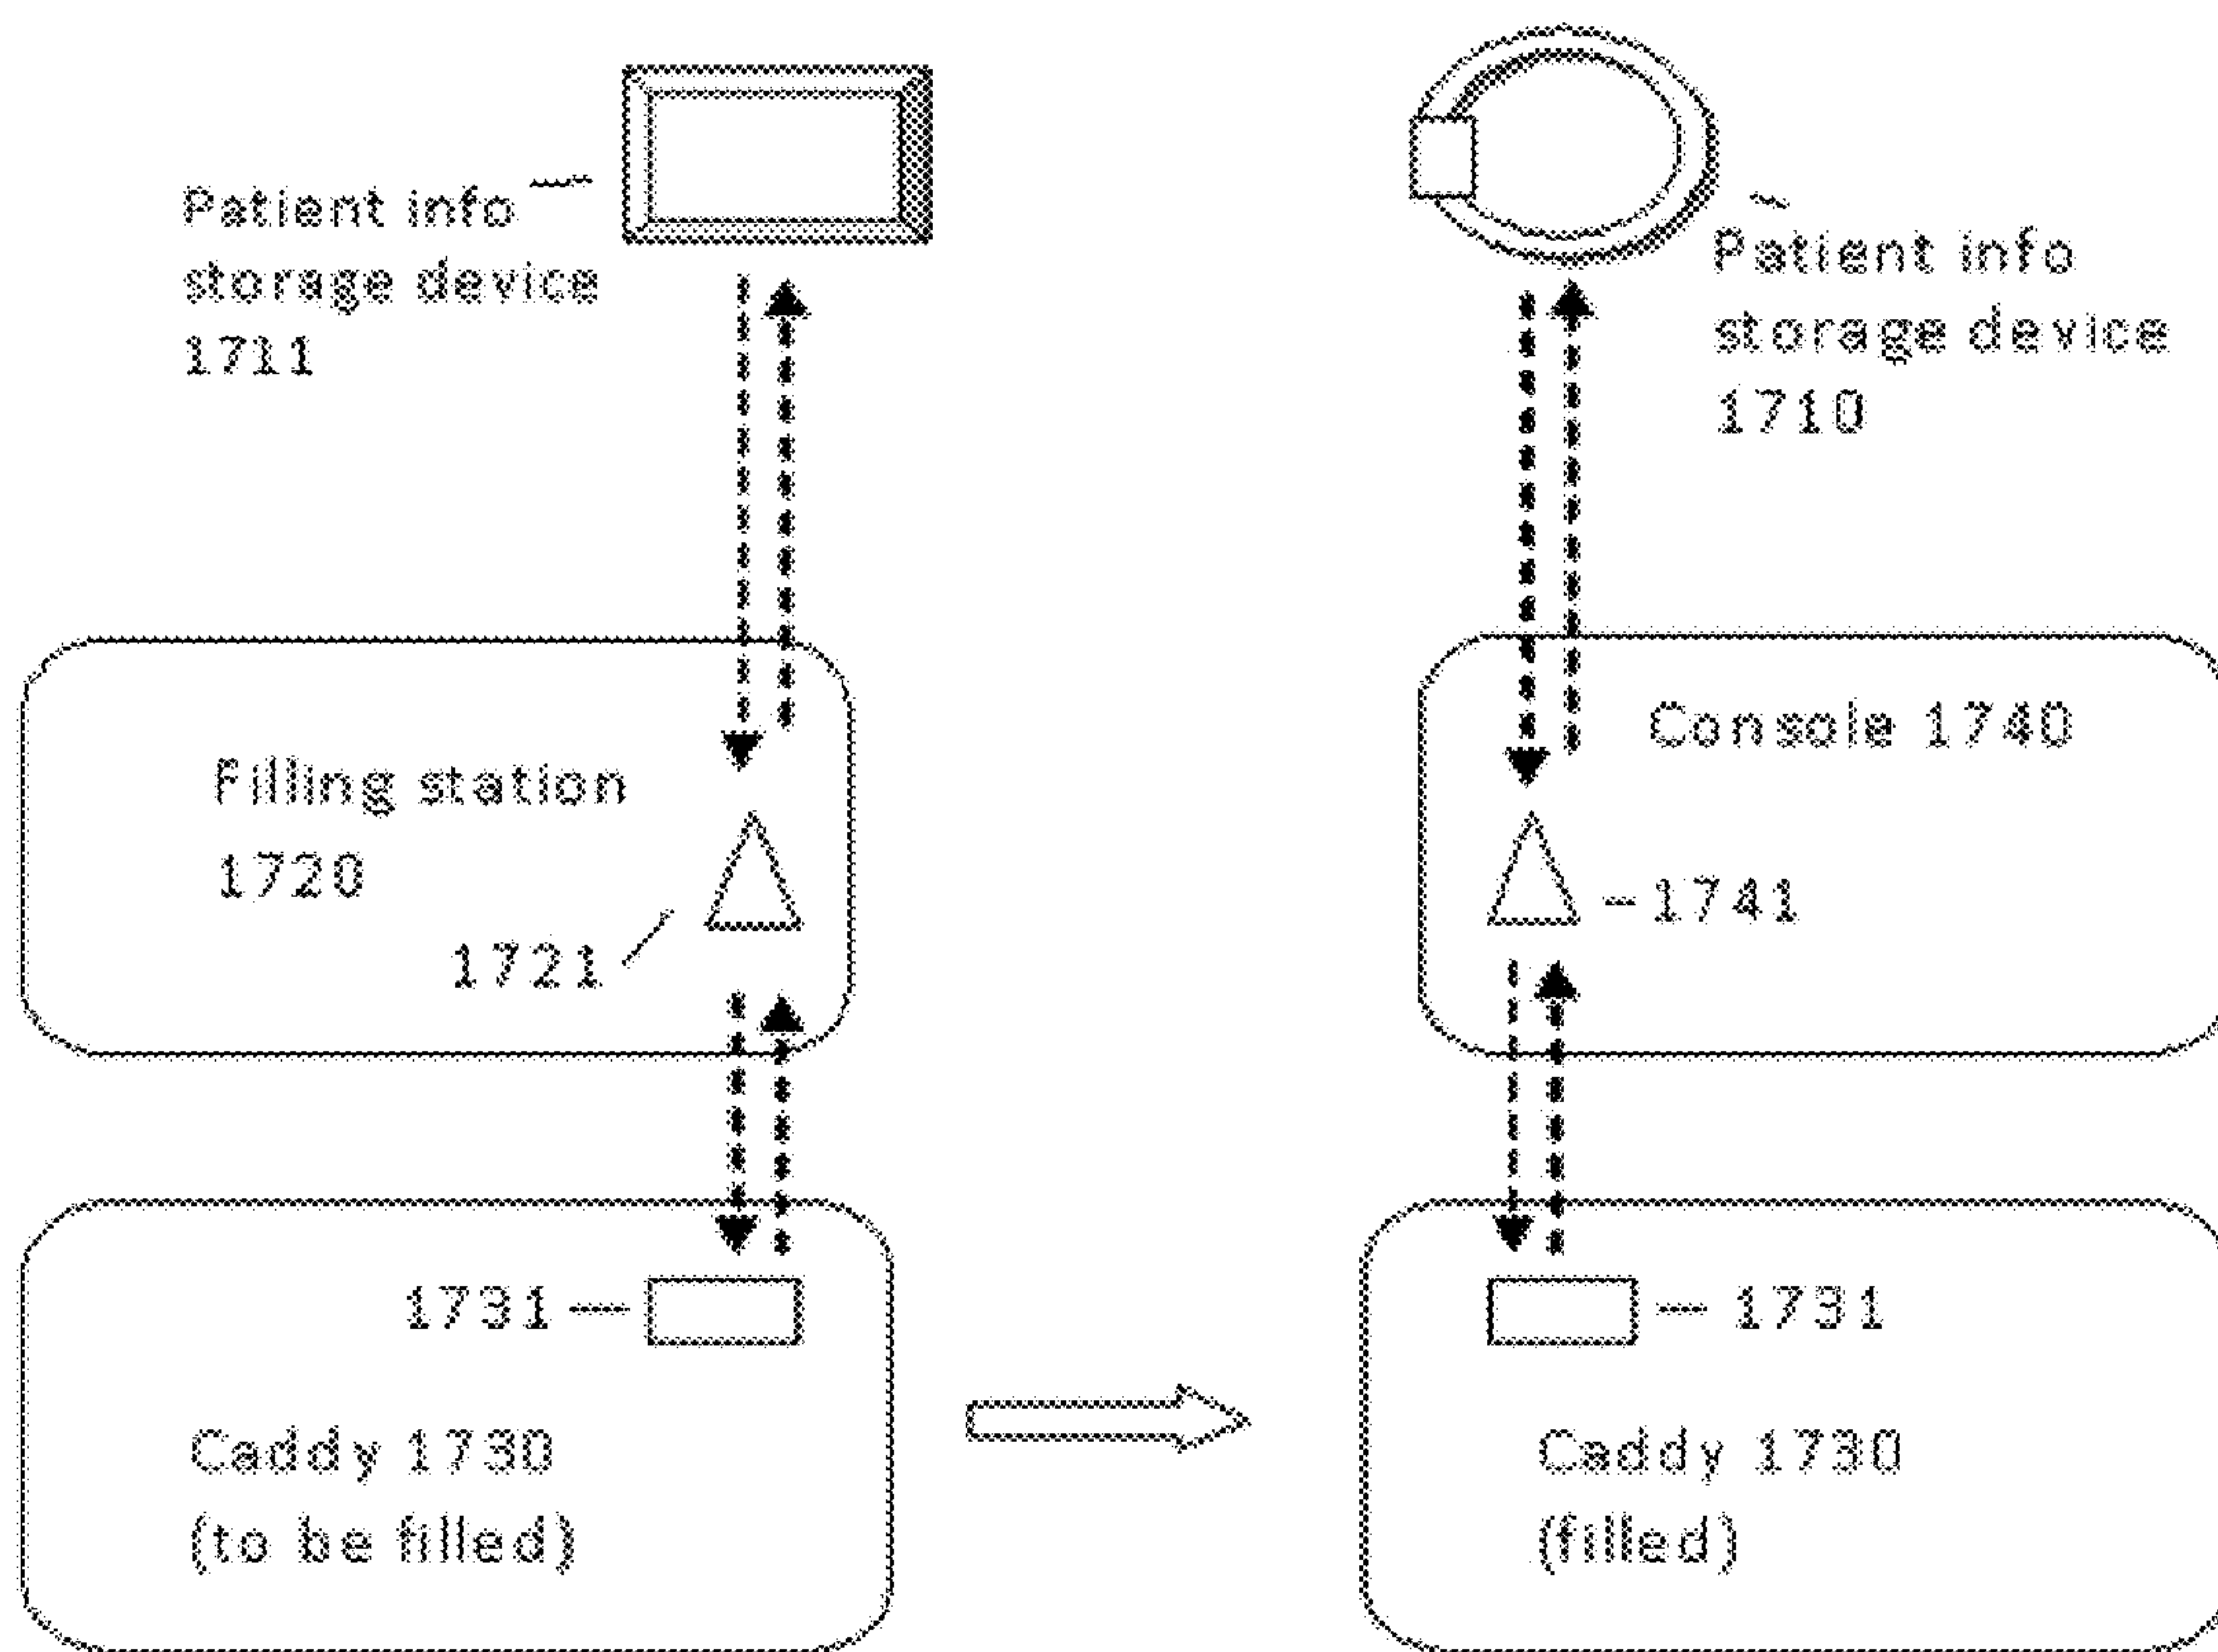 Patient info
storage device
1711
Patient info
storage device
1710
Filling station
1720
1721
Console 1740
1741
1731
Caddy 1730
(to be filled)
1731
Caddy 1730
(filled)